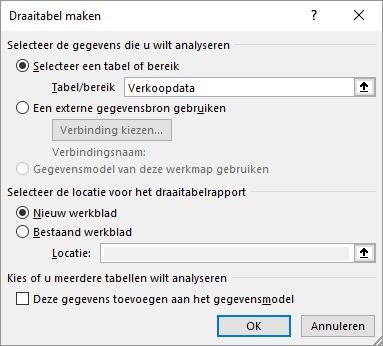 Draaitabel maken
Selecteer de gegevens die u wilt analyseren
Selecteer een tabel of bereik
Tabel/bereik Verkoopdata
Een externe gegevensbron gebruiken
Verbinding kiezen...
Verbindingsnaam:
Gegevensmodel van deze werkmap gebruiken
Selecteer de locatie voor het draaitabelrapport
Nieuw werkblad
Bestaand werkblad
Locatie:
Kies of u meerdere tabellen wilt analyseren
Deze gegevens toevoegen aan het gegevensmodel
OK Annuleren